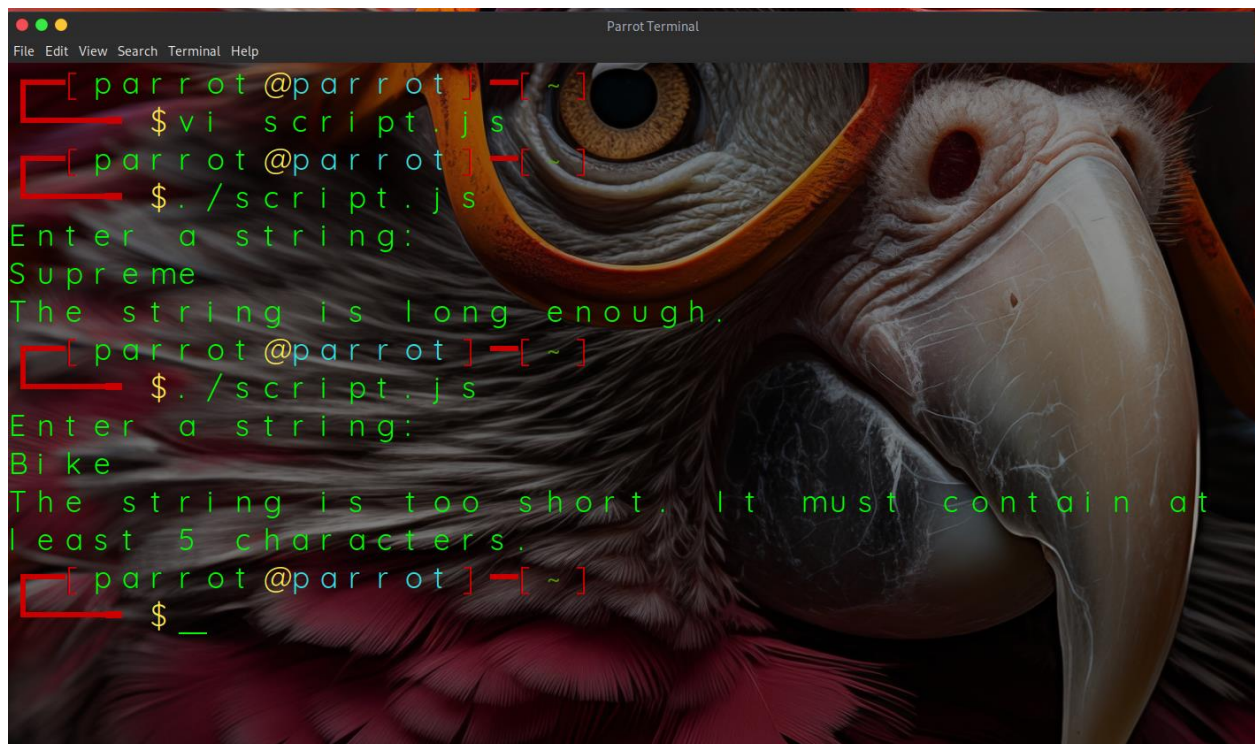 Parrot Terminal
File Edit View Search Terminal Help
[parrot@parrot]─[~]
$vi script.js
[parrot@parrot]─[~]
$./script.js
Enter a string:
Supreme
The string is long enough.
[parrot@parrot]─[~]
$./script.js
Enter a string:
Bike
The string is too short. It must contain at
least 5 characters.
[parrot@parrot]─[~]
$_